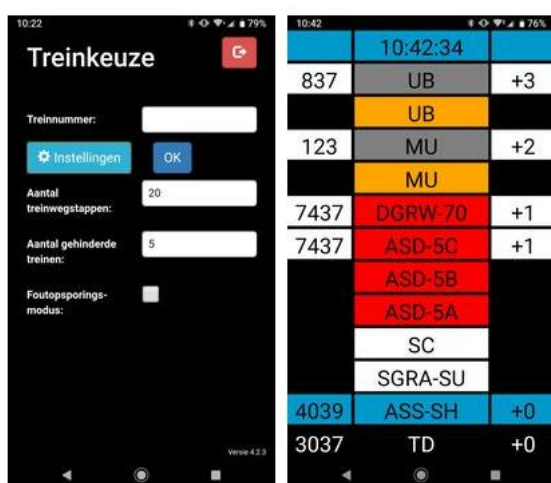 10:22
79%
Treinkeuze
Treinnummer:
Instellingen
OK
Aantal
treinwegstappen:
20
Aantal gehinderde
treinen:
5
Foutopsporings-
modus:
Versie 4.2.3
10:42
76%
10:42:34
837 UB +3
UB
123 MU +2
MU
7437 DGRW-70 +1
7437 ASD-5C +1
ASD-5B
ASD-5A
SC
SGRA-SU
4039 ASS-SH +0
3037 TD +0